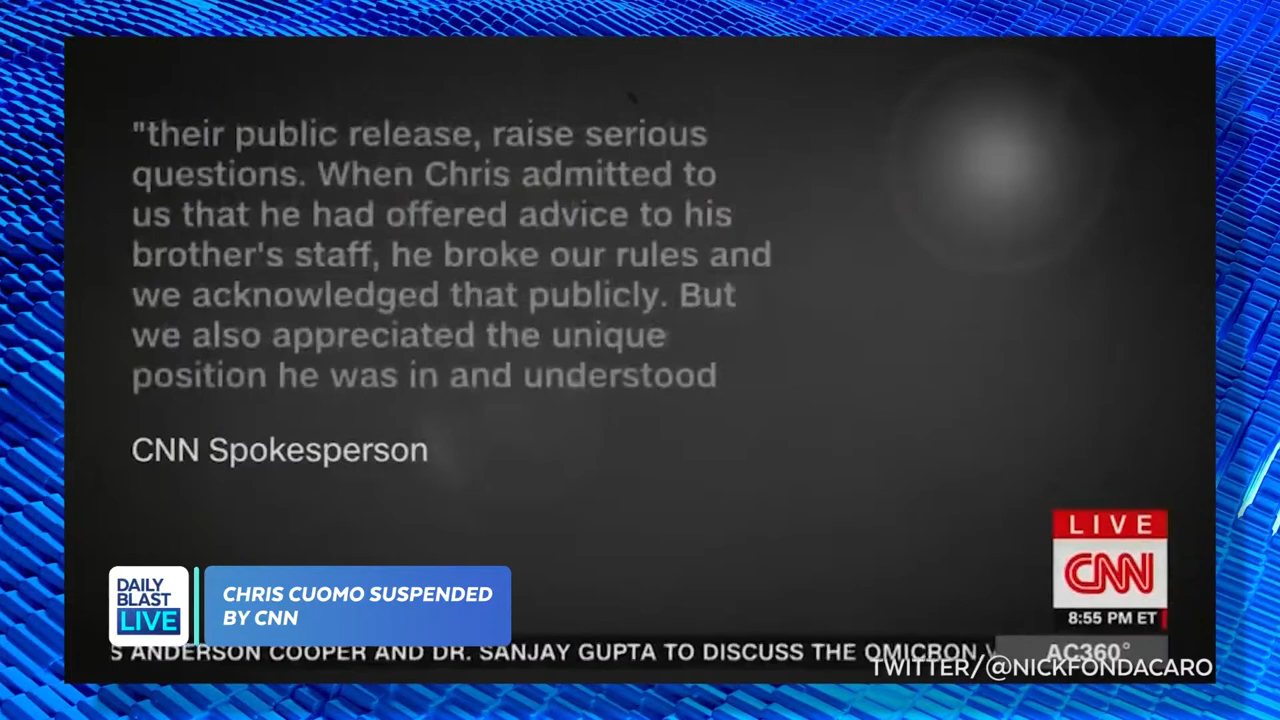 "their public release, raise serious
questions. When Chris admitted to
us that he had offered advice to his
brother's staff, he broke our rules and
we acknowledged that publicly. But
we also appreciated the unique
position he was in and understood
CNN Spokesperson
LIVE
CNN
8:55 PM ET
DAILY
BLAST
LIVE
CHRIS CUOMO SUSPENDED
BY CNN
S ANDERSON COOPER AND DR. SANJAY GUPTA TO DISCUSS THE OMICRON V
AC360°
TWITTER/@NICKFONDACARO